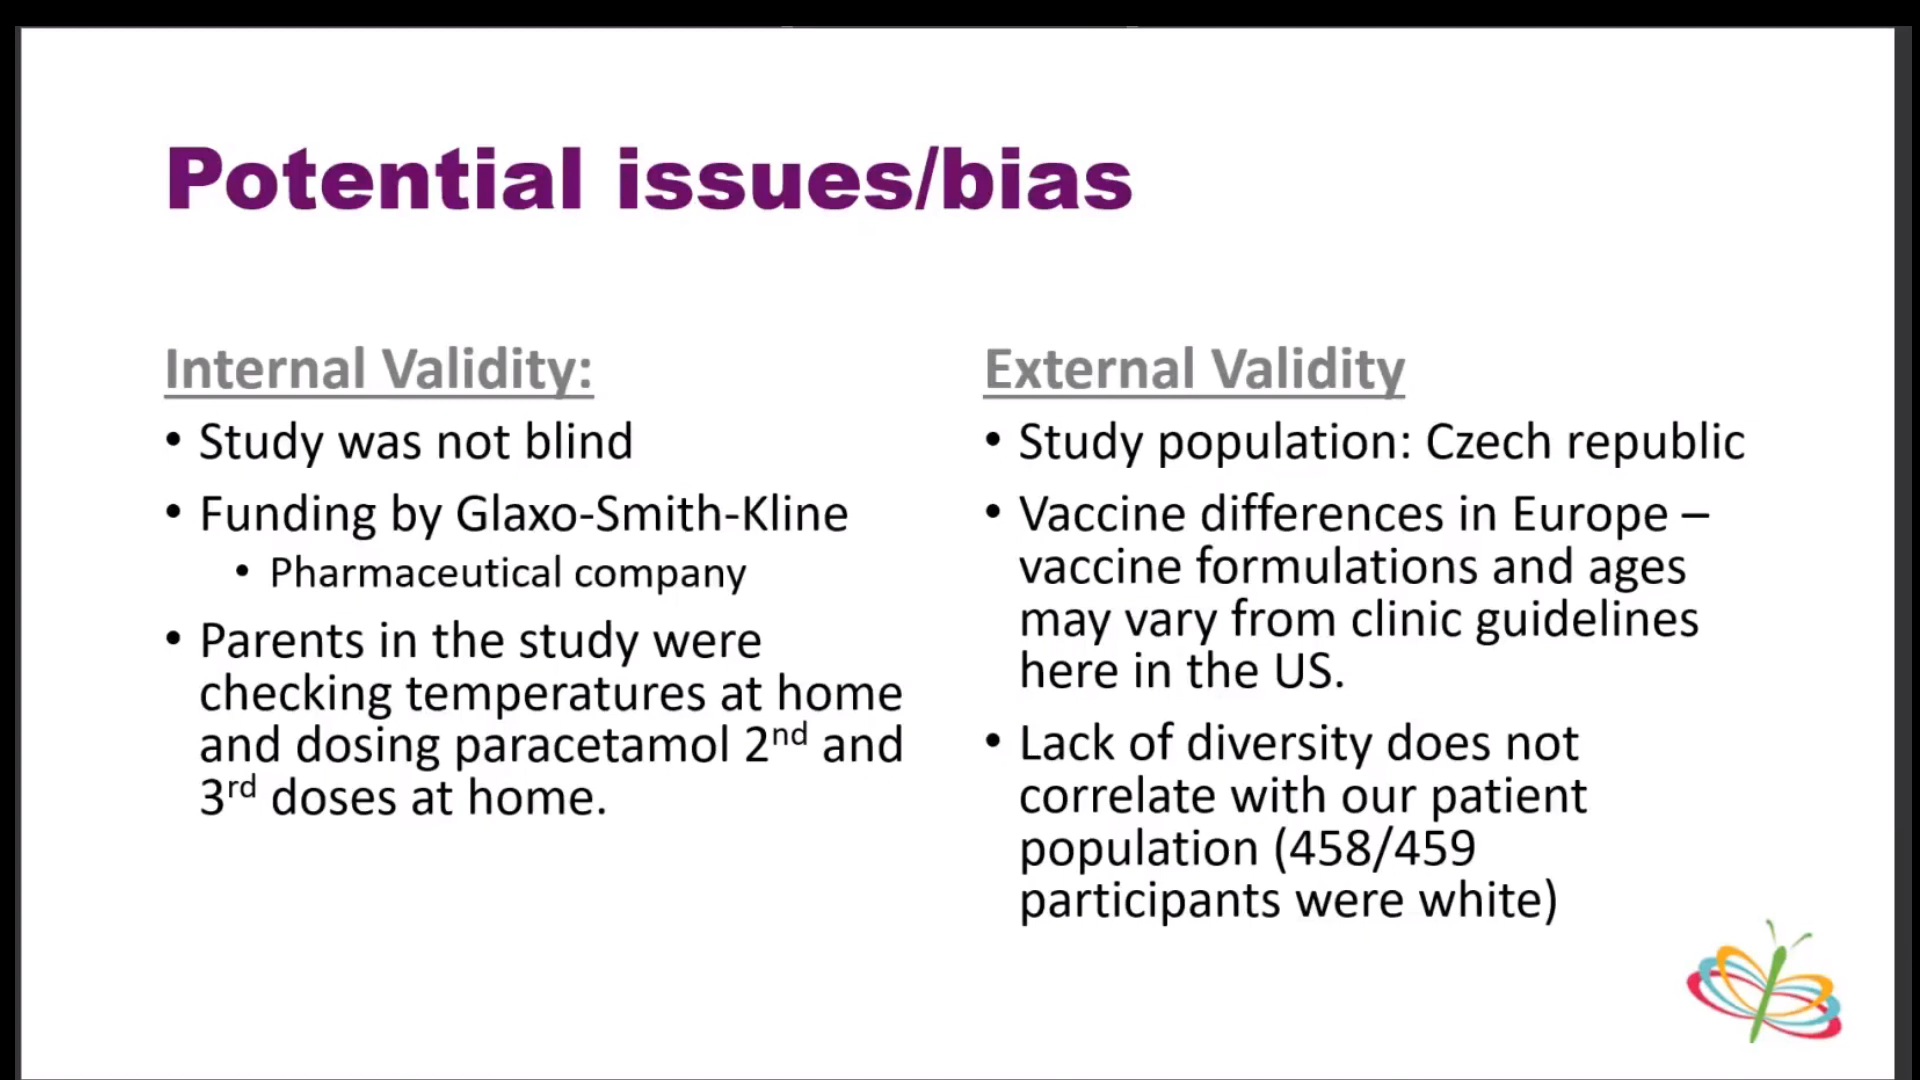 Potential issues/bias
Internal Validity:
• Study was not blind
• Funding by Glaxo-Smith-Kline
• Pharmaceutical company
• Parents in the study were
checking temperatures at home
and dosing paracetamol 2nd and
3rd doses at home.
External Validity
• Study population: Czech republic
• Vaccine differences in Europe –
vaccine formulations and ages
may vary from clinic guidelines
here in the US.
• Lack of diversity does not
correlate with our patient
population (458/459
participants were white)